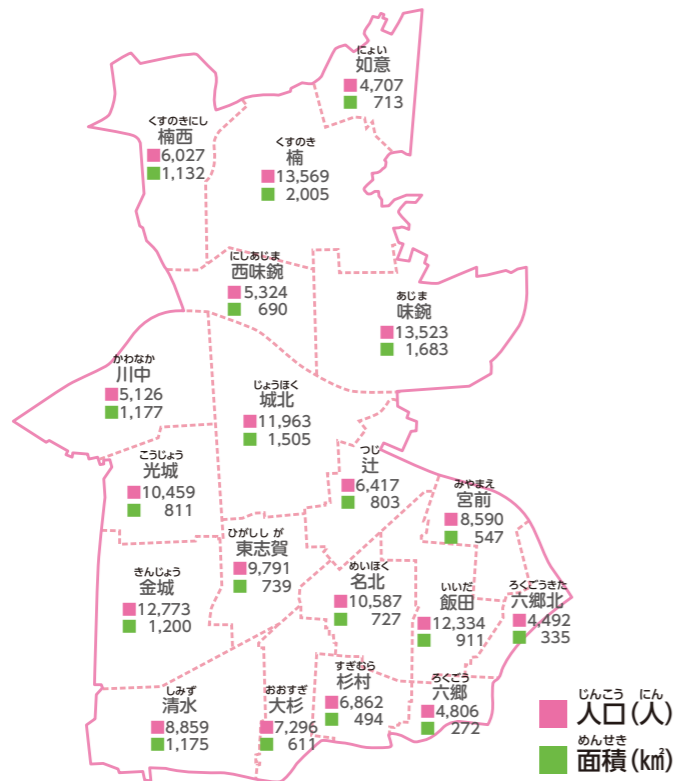 にょい
如意
4,707
713
くすのきにし
楠西
6,027
1,132
くすのき
楠
13,569
2,005
にしあじま
西味鋺
5,324
690
あじま
味鋺
13,523
1,683
かわなか
川中
5,126
1,177
じょうほく
城北
11,963
1,505
こうじょう
光城
10,459
811
つじ
辻
6,417
803
みやまえ
宮前
8,590
547
ひがししが
東志賀
9,791
739
きんじょう
金城
12,773
1,200
めいほく
名北
10,587
727
いいだ
飯田
12,334
911
ろくごうきた
六郷北
4,492
335
しみず
清水
8,859
1,175
おおすぎ
大杉
7,296
611
すぎむら
杉村
6,862
494
ろくごう
六郷
4,806
272
じんこう にん
人口(人)
めんせき
面積(㎢)